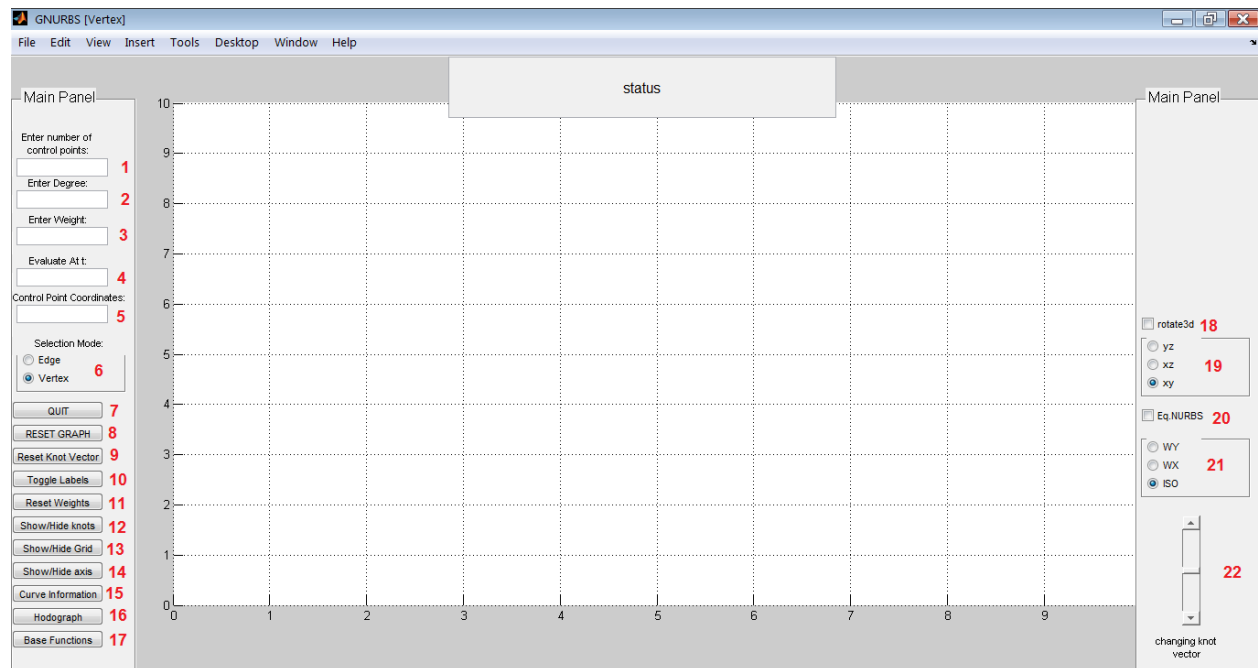 GNURBS [Vertex]
File Edit View Insert Tools Desktop Window Help
status
Main Panel
Enter number of
control points:
1
Enter Degree:
2
Enter Weight:
3
Evaluate At t:
4
Control Point Coordinates:
5
Selection Mode:
Edge
Vertex
6
QUIT 7
RESET GRAPH 8
Reset Knot Vector 9
Toggle Labels 10
Reset Weights 11
Show/Hide knots 12
Show/Hide Grid 13
Show/Hide axis 14
Curve Information 15
Hodograph 16
Base Functions 17
10
9
8
7
6
5
4
3
2
1
0
0 1 2 3 4 5 6 7 8 9
Main Panel
rotate3d 18
yz
xz 19
xy
Eq.NURBS 20
WY
WX 21
ISO
22
changing knot
vector